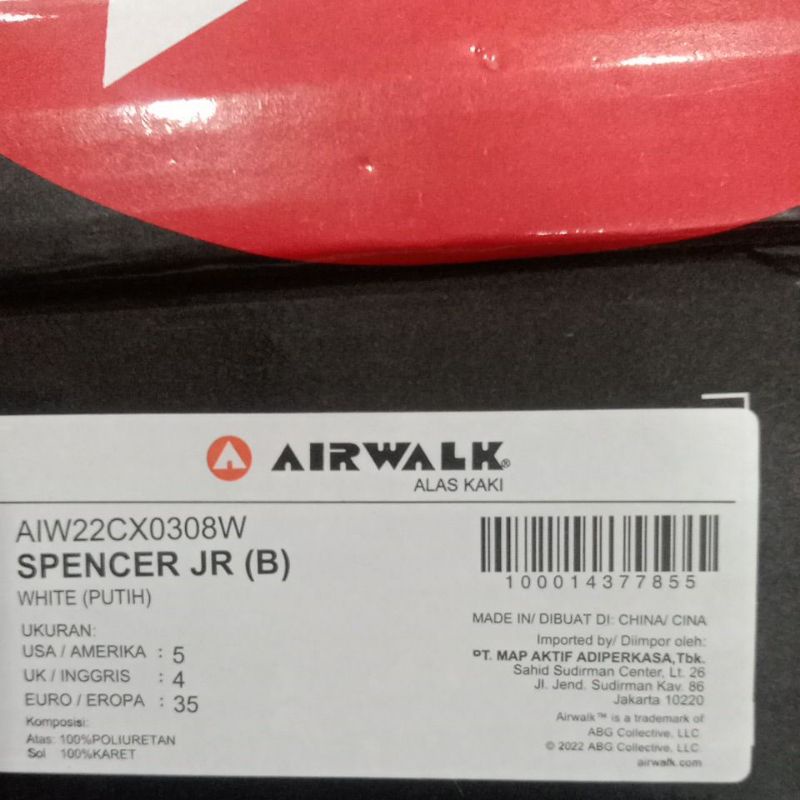 AIRWALK®
ALAS KAKI
AIW22CX0308W
SPENCER JR (B)
WHITE (PUTIH)
UKURAN:
USA / AMERIKA : 5
UK / INGGRIS : 4
EURO / EROPA : 35
Komposisi:
Atas: 100%POLIURETAN
Sol 100%KARET
100014377855
MADE IN/ DIBUAT DI: CHINA/ CINA
Imported by/ Diimpor oleh:
PT. MAP AKTIF ADIPERKASA,Tbk.
Sahid Sudirman Center, Lt. 26
Jl. Jend. Sudirman Kav. 86
Jakarta 10220
Airwalk™ is a trademark of
ABG Collective, LLC
© 2022 ABG Collective, LLC.
airwalk.com